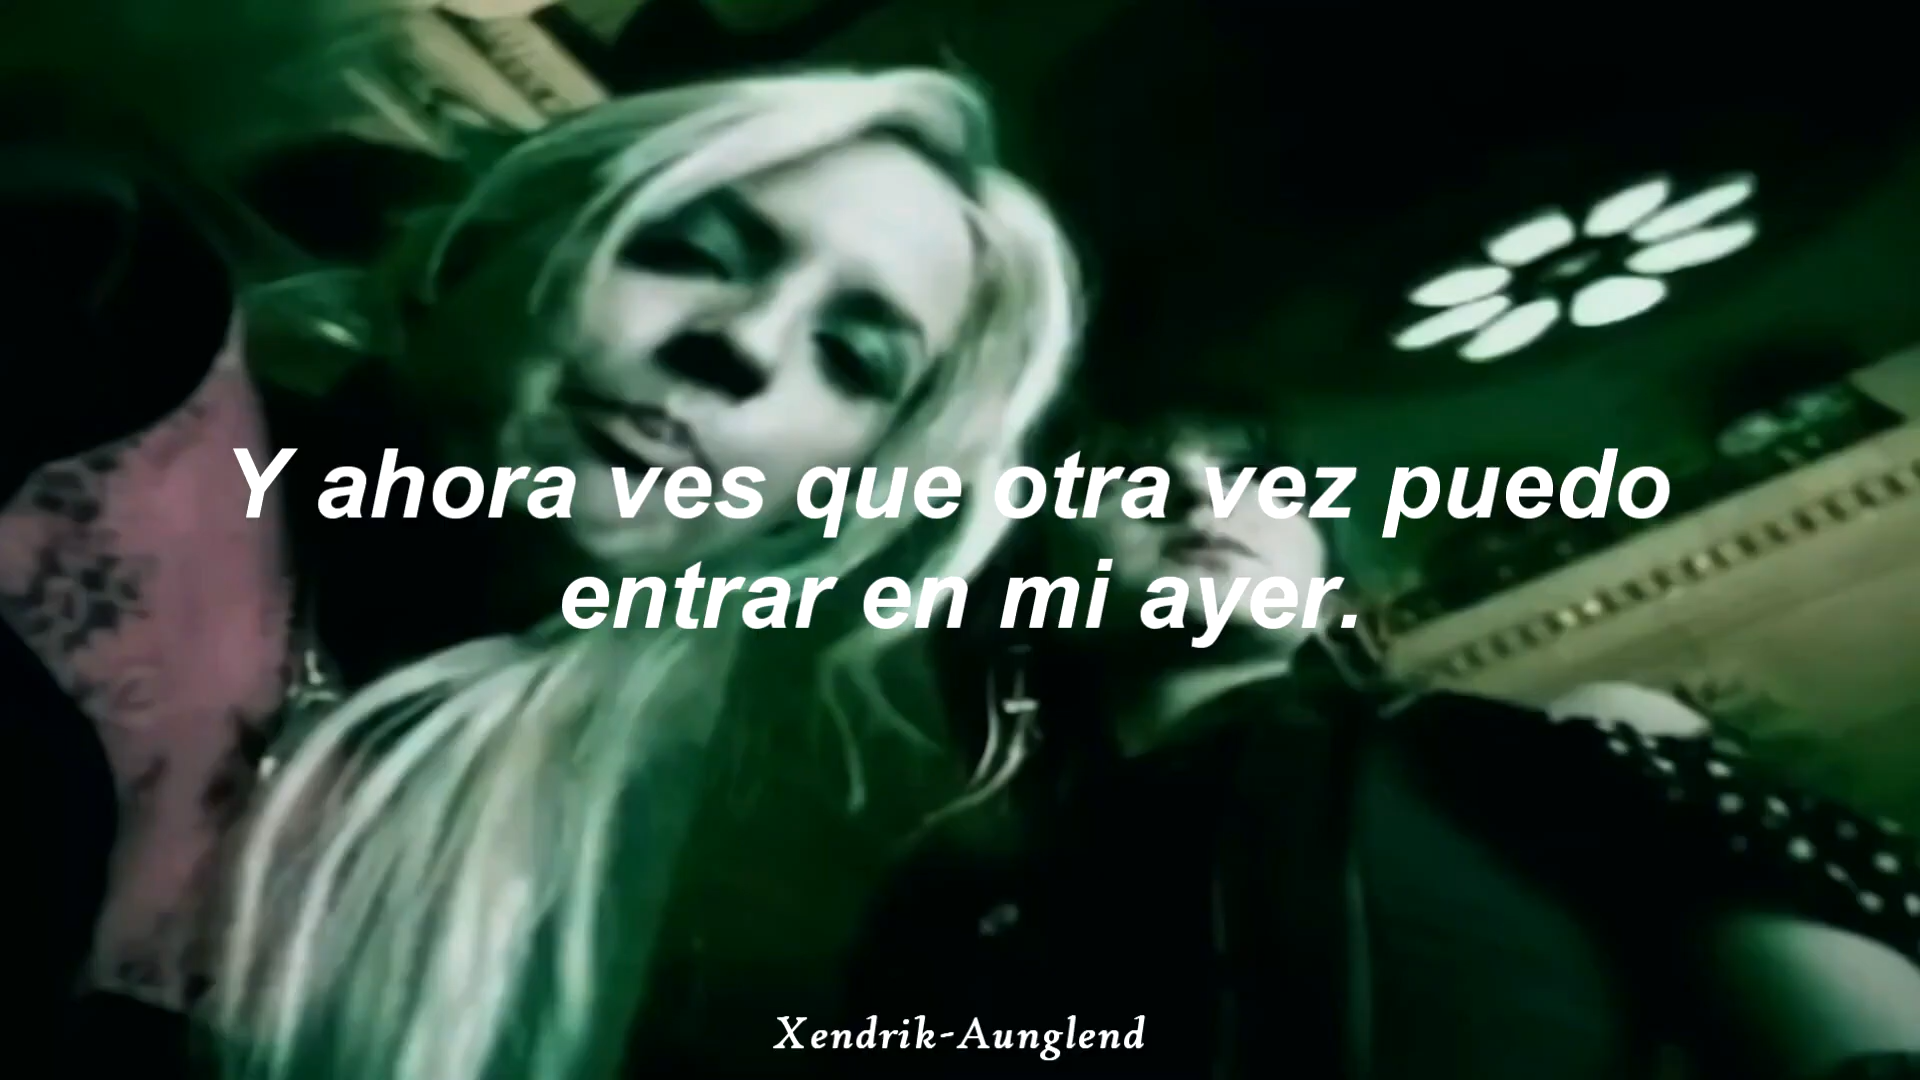 Y ahora ves que otra vez puedo
entrar en mi ayer.
Xendrik-Aunglend